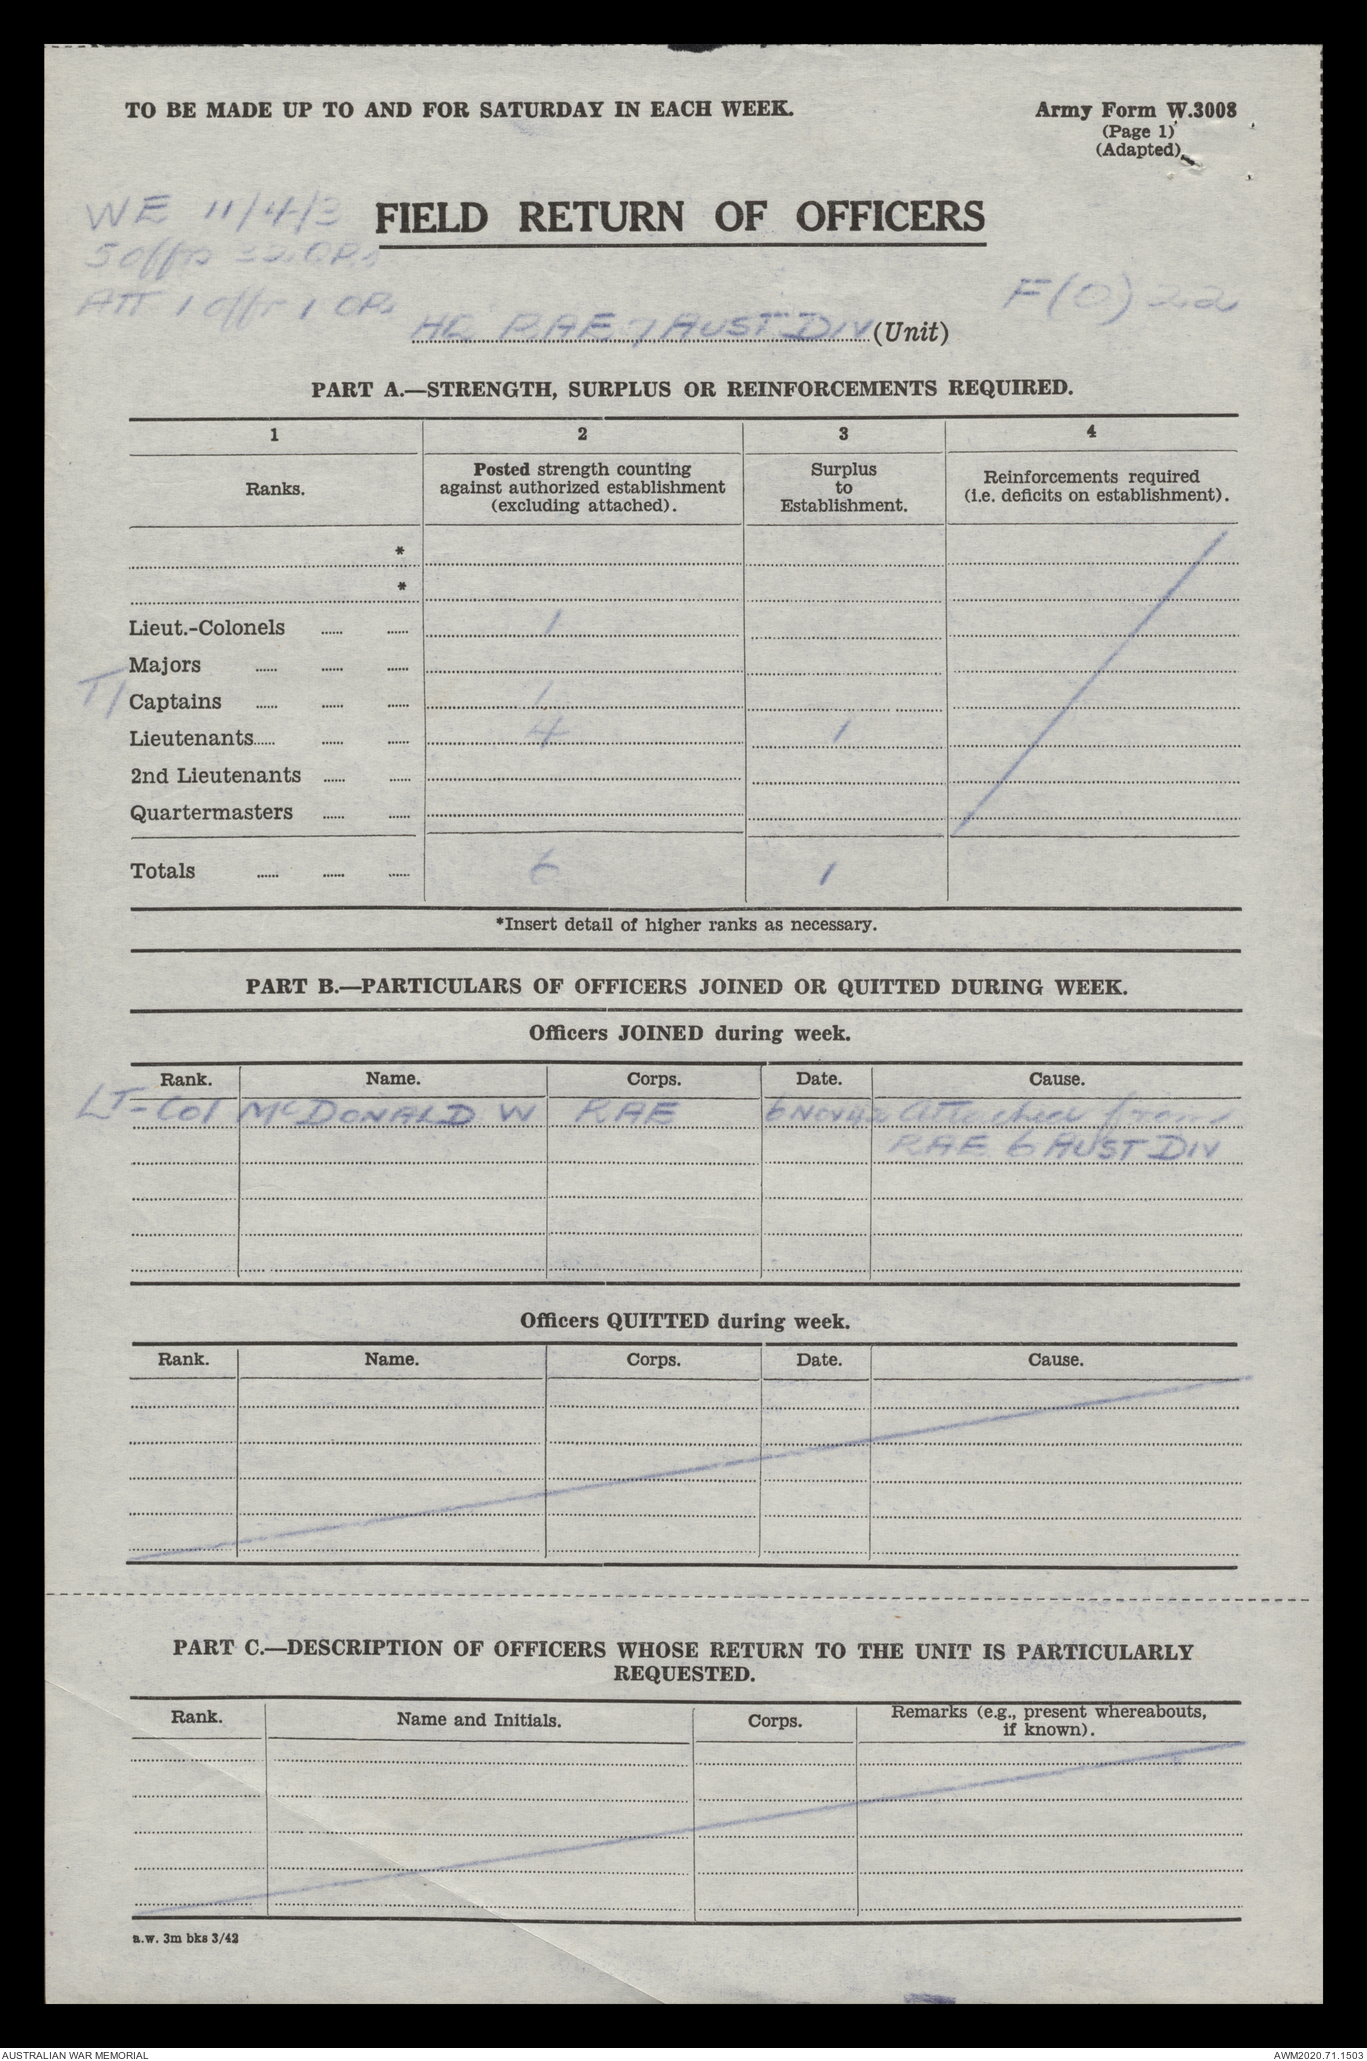 TO BE MADE UP TO AND FOR SATURDAY IN EACH WEEK.
Army Form W.3008
(Page 1)
(Adapted)
WE 11/4/3
FIELD RETURN OF OFFICERS
5 offrs ORs
ATT 1 offr 1 OR
F(O) 22
HQ RAE 7 AUST DIV (Unit)
PART A.—STRENGTH, SURPLUS OR REINFORCEMENTS REQUIRED.
1 2 3 4
Ranks.
Posted strength counting against authorized establishment (excluding attached).
Surplus to Establishment.
Reinforcements required (i.e. deficits on establishment).
*
*
Lieut.-Colonels ...... ...... 1
Majors ...... ...... ......
T/ Captains ...... ...... ...... 1
Lieutenants...... ...... ...... 4 1
2nd Lieutenants ...... ......
Quartermasters ...... ......
Totals ...... ...... ...... 6 1
*Insert detail of higher ranks as necessary.
PART B.—PARTICULARS OF OFFICERS JOINED OR QUITTED DURING WEEK.
Officers JOINED during week.
Rank. Name. Corps. Date. Cause.
LT-Col McDONALD W RAE 6 NOV 42 Attached from
RAE 6 AUST DIV
Officers QUITTED during week.
Rank. Name. Corps. Date. Cause.
PART C.—DESCRIPTION OF OFFICERS WHOSE RETURN TO THE UNIT IS PARTICULARLY
REQUESTED.
Rank. Name and Initials. Corps. Remarks (e.g., present whereabouts, if known).
a.w. 3m bks 3/42
AUSTRALIAN WAR MEMORIAL
AWM2020.71.1503